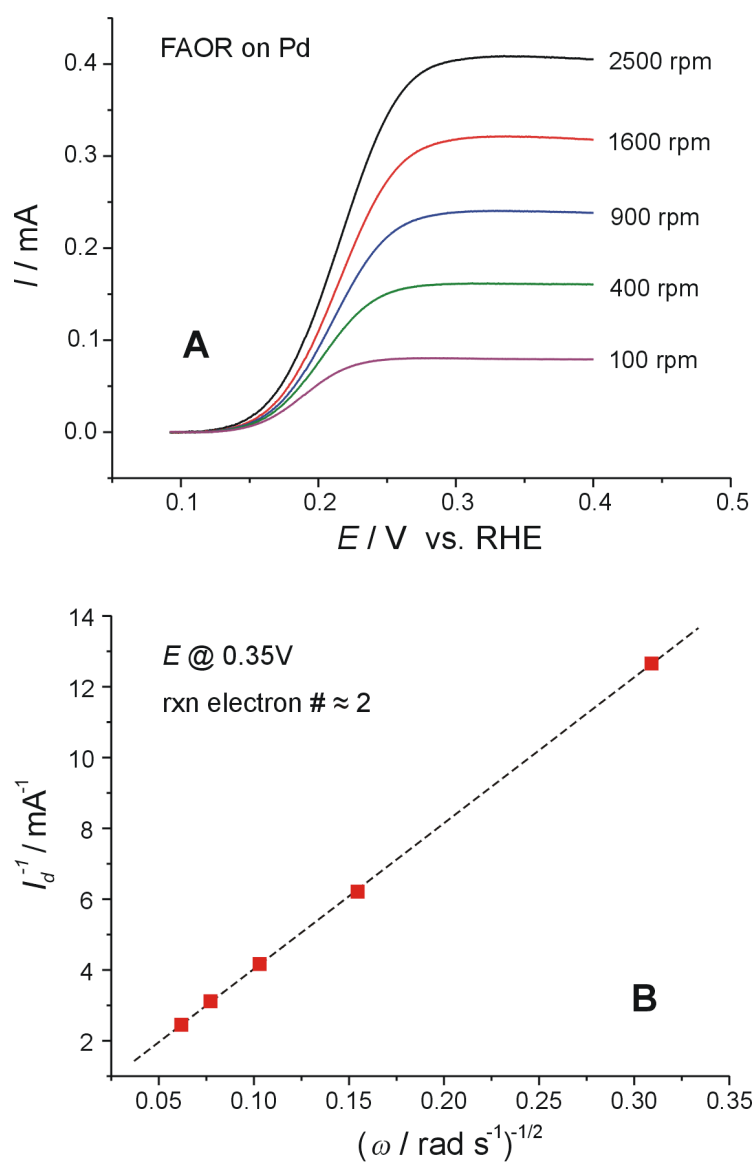 FAOR on Pd
0.4
2500 rpm
1600 rpm
0.3
900 rpm
0.2
400 rpm
0.1
A
100 rpm
0.0
I / mA
0.1 0.2 0.3 0.4 0.5
E / V vs. RHE
14
E @ 0.35V
rxn electron # ≈ 2
12
10
8
6
4
2
I_d^-1 / mA^-1
B
0.05 0.10 0.15 0.20 0.25 0.30 0.35
(ω / rad s^-1)^-1/2